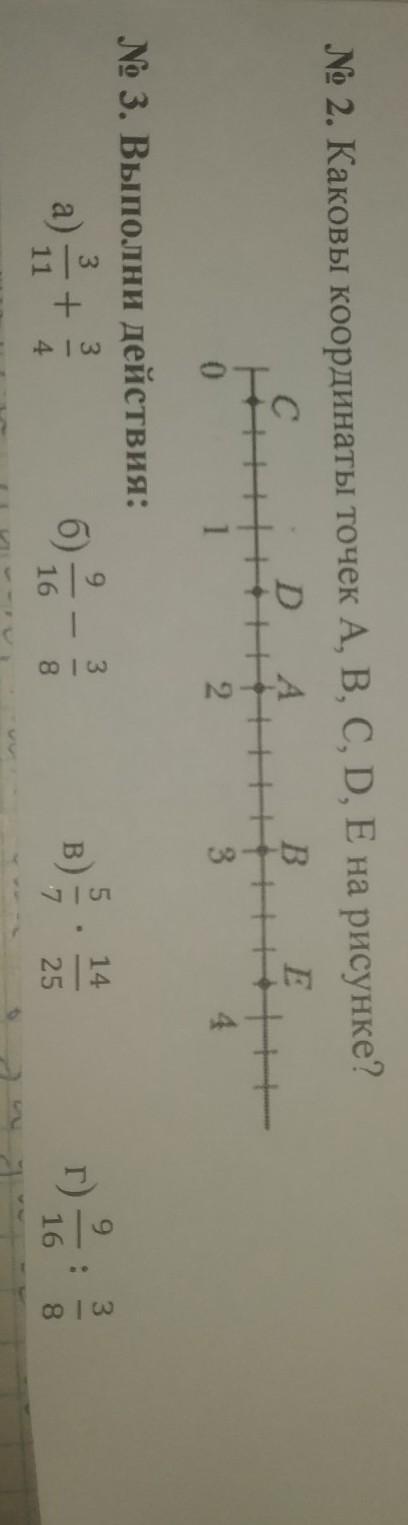 № 2. Каковы координаты точек A, B, C, D, E на рисунке?
C D A B E
0 1 2 3 4
№ 3. Выполни действия:
а) 3/11 + 3/4 б) 9/16 − 3/8 в) 5/7 · 14/25 г) 9/16 : 3/8